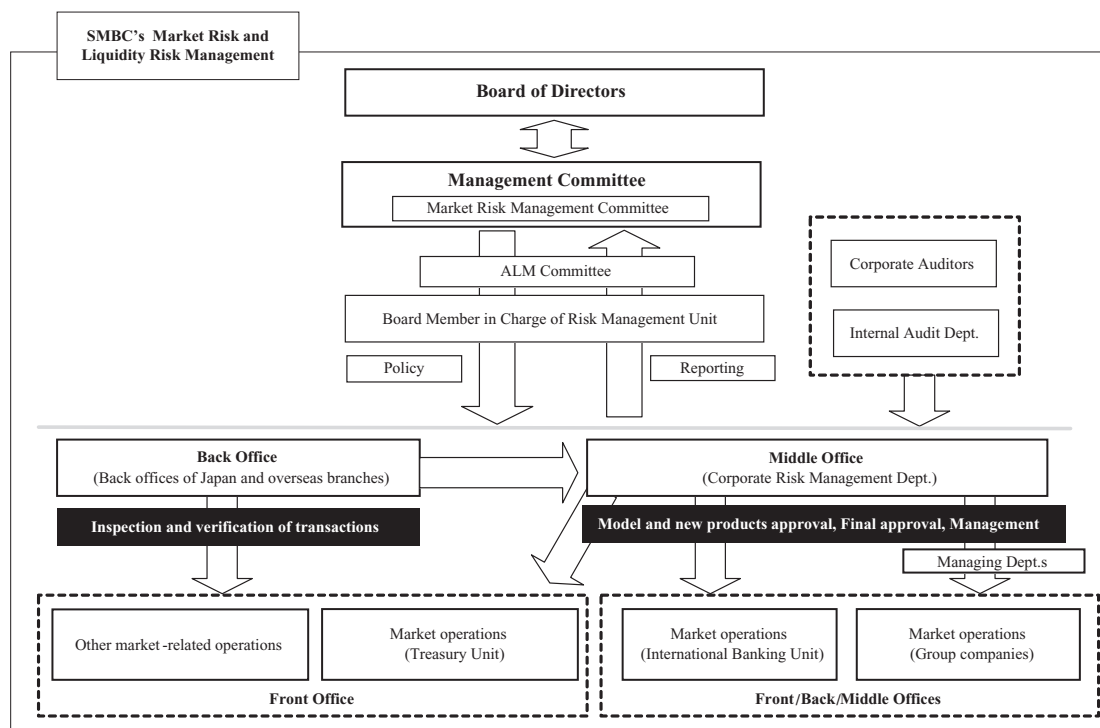 SMBC's Market Risk and
Liquidity Risk Management
Board of Directors
Management Committee
Market Risk Management Committee
ALM Committee
Board Member in Charge of Risk Management Unit
Policy
Reporting
Corporate Auditors
Internal Audit Dept.
Back Office
(Back offices of Japan and overseas branches)
Middle Office
(Corporate Risk Management Dept.)
Inspection and verification of transactions
Model and new products approval, Final approval, Management
Managing Dept.s
Other market-related operations
Market operations
(Treasury Unit)
Front Office
Market operations
(International Banking Unit)
Market operations
(Group companies)
Front/Back/Middle Offices